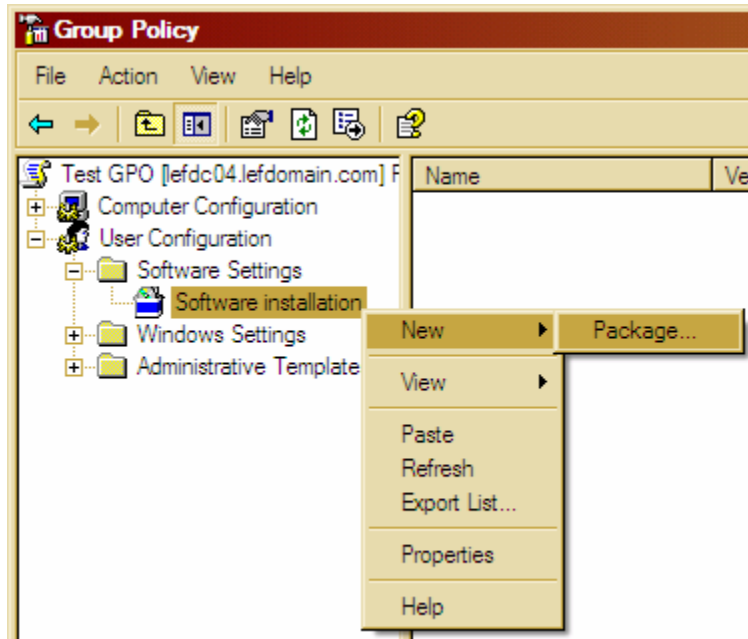 Group Policy
File Action View Help
Test GPO [lefdc04.lefdomain.com] F
Name Ve
Computer Configuration
User Configuration
Software Settings
Software installation
Windows Settings
Administrative Template
New
Package...
View
Paste
Refresh
Export List...
Properties
Help